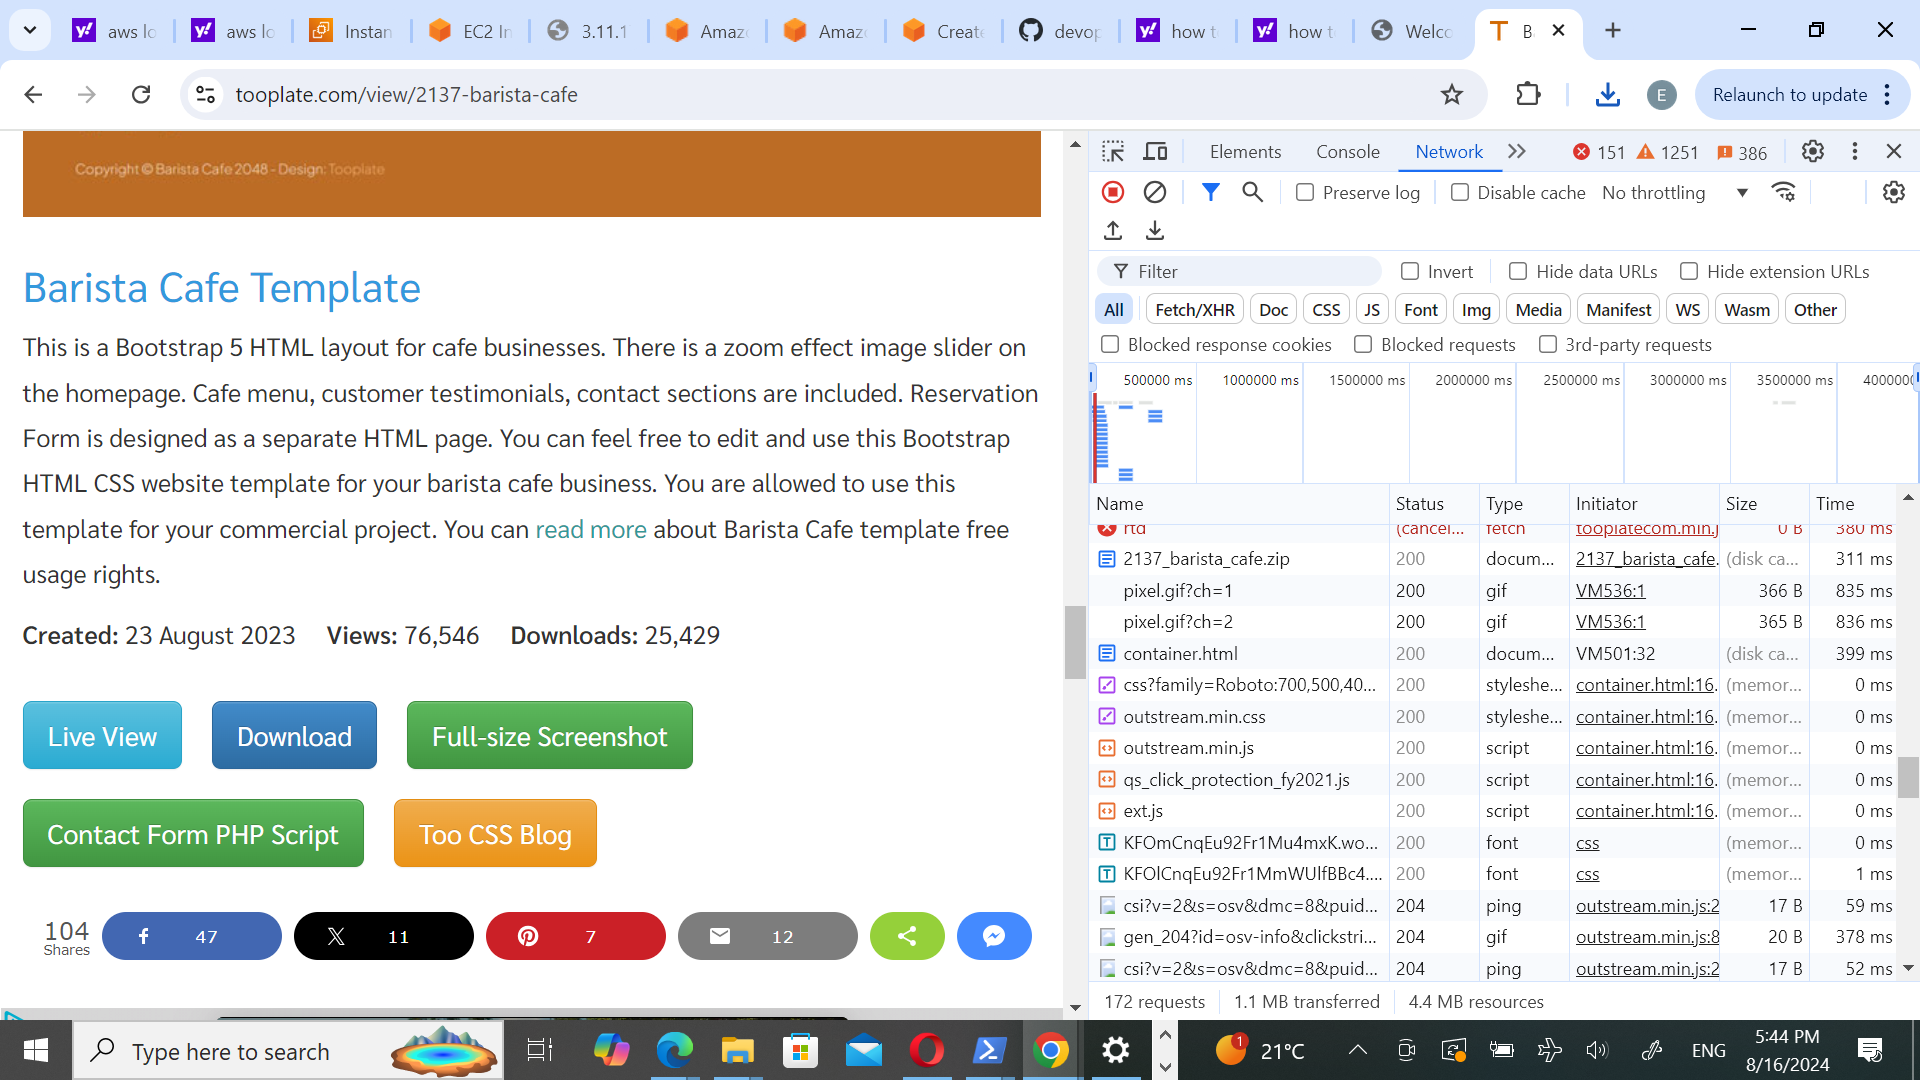 aws lo
aws lo
Instan
EC2 In
3.11.1
Amaz
Amaz
Create
devop
how t
how t
Welco
B
tooplate.com/view/2137-barista-cafe
E
Relaunch to update
Copyright © Barista Cafe 2048 - Design: Tooplate
Barista Cafe Template
This is a Bootstrap 5 HTML layout for cafe businesses. There is a zoom effect image slider on
the homepage. Cafe menu, customer testimonials, contact sections are included. Reservation
Form is designed as a separate HTML page. You can feel free to edit and use this Bootstrap
HTML CSS website template for your barista cafe business. You are allowed to use this
template for your commercial project. You can read more about Barista Cafe template free
usage rights.
Created: 23 August 2023 Views: 76,546 Downloads: 25,429
Live View Download Full-size Screenshot
Contact Form PHP Script Too CSS Blog
104
Shares
47 11 7 12
Elements Console Network 151 1251 386
Preserve log Disable cache No throttling
Filter Invert Hide data URLs Hide extension URLs
All Fetch/XHR Doc CSS JS Font Img Media Manifest WS Wasm Other
Blocked response cookies Blocked requests 3rd-party requests
500000 ms 1000000 ms 1500000 ms 2000000 ms 2500000 ms 3000000 ms 3500000 ms 400000
Name Status Type Initiator Size Time
rtd (cancel... fetch tooplatecom.min.j 0 B 380 ms
2137_barista_cafe.zip 200 docum... 2137_barista_cafe. (disk ca... 311 ms
pixel.gif?ch=1 200 gif VM536:1 366 B 835 ms
pixel.gif?ch=2 200 gif VM536:1 365 B 836 ms
container.html 200 docum... VM501:32 (disk ca... 399 ms
css?family=Roboto:700,500,40... 200 styleshe... container.html:16. (memor... 0 ms
outstream.min.css 200 styleshe... container.html:16. (memor... 0 ms
outstream.min.js 200 script container.html:16. (memor... 0 ms
qs_click_protection_fy2021.js 200 script container.html:16. (memor... 0 ms
ext.js 200 script container.html:16. (memor... 0 ms
KFOmCnqEu92Fr1Mu4mxK.wo... 200 font css (memor... 0 ms
KFOlCnqEu92Fr1MmWUlfBBc4.... 200 font css (memor... 1 ms
csi?v=2&s=osv&dmc=8&puid... 204 ping outstream.min.js:2 17 B 59 ms
gen_204?id=osv-info&clickstri... 204 gif outstream.min.js:8 20 B 378 ms
csi?v=2&s=osv&dmc=8&puid... 204 ping outstream.min.js:2 17 B 52 ms
172 requests 1.1 MB transferred 4.4 MB resources
Type here to search
1
21°C
ENG
5:44 PM
8/16/2024